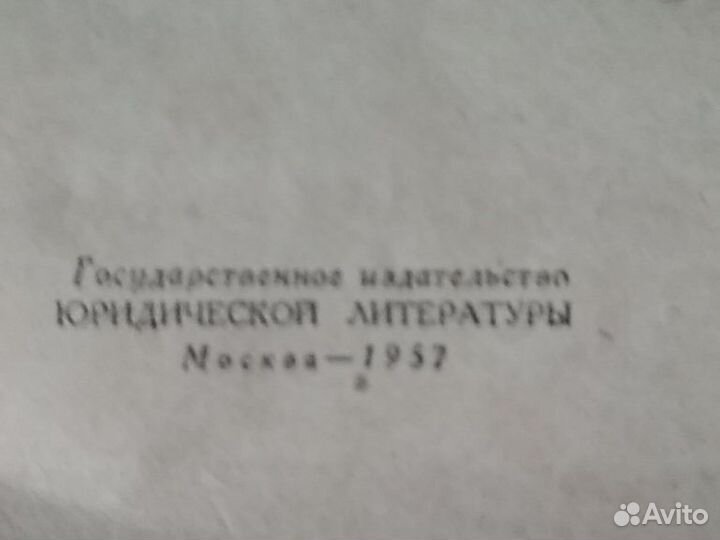 Государственное издательство
ЮРИДИЧЕСКОЙ ЛИТЕРАТУРЫ
Москва — 1957
Avito